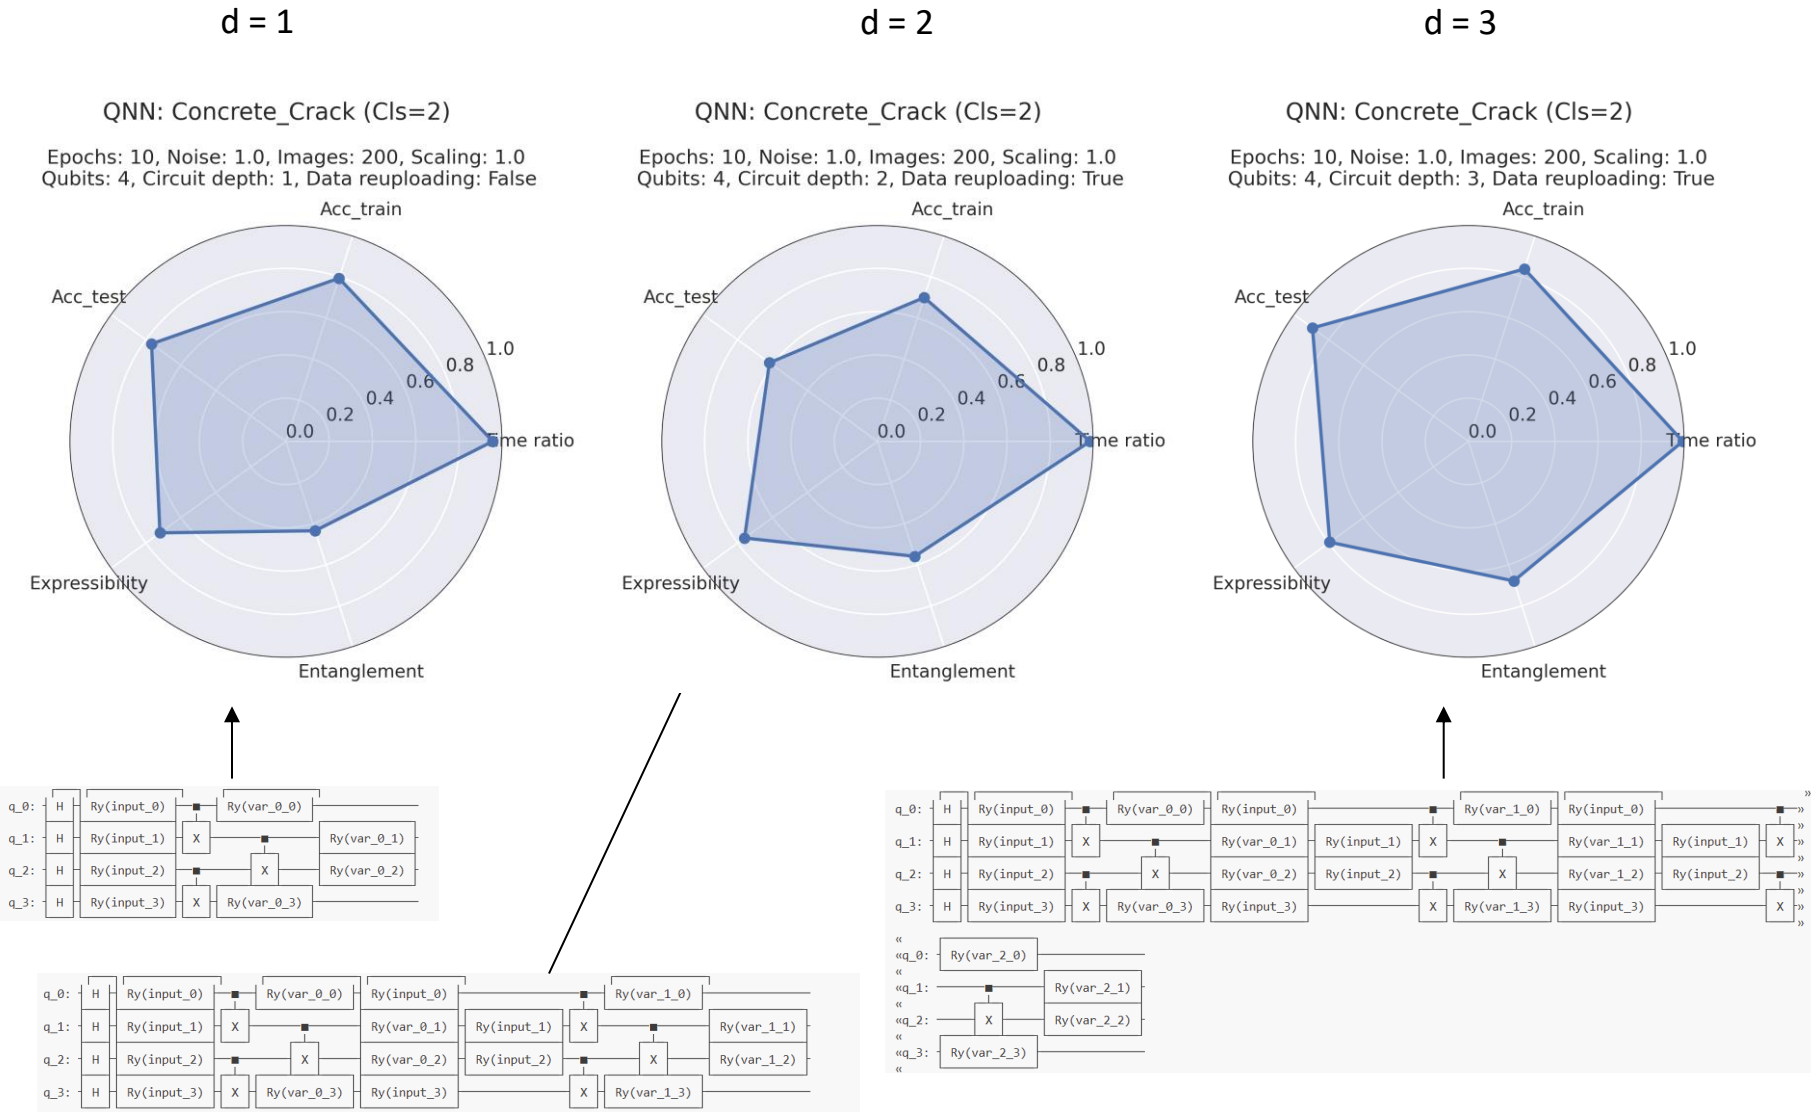 d = 1
d = 2
d = 3
QNN: Concrete_Crack (Cls=2)
Epochs: 10, Noise: 1.0, Images: 200, Scaling: 1.0
Qubits: 4, Circuit depth: 1, Data reuploading: False
Acc_train
Acc_test
1.0
0.8
0.6
0.4
0.2
0.0
Time ratio
Expressibility
Entanglement
QNN: Concrete_Crack (Cls=2)
Epochs: 10, Noise: 1.0, Images: 200, Scaling: 1.0
Qubits: 4, Circuit depth: 2, Data reuploading: True
Acc_train
Acc_test
1.0
0.8
0.6
0.4
0.2
0.0
Time ratio
Expressibility
Entanglement
QNN: Concrete_Crack (Cls=2)
Epochs: 10, Noise: 1.0, Images: 200, Scaling: 1.0
Qubits: 4, Circuit depth: 3, Data reuploading: True
Acc_train
Acc_test
1.0
0.8
0.6
0.4
0.2
0.0
Time ratio
Expressibility
Entanglement
q_0: H Ry(input_0) Ry(var_0_0)
q_1: H Ry(input_1) X Ry(var_0_1)
q_2: H Ry(input_2) X Ry(var_0_2)
q_3: H Ry(input_3) X Ry(var_0_3)
q_0: H Ry(input_0) Ry(var_0_0) Ry(input_0) Ry(var_1_0)
q_1: H Ry(input_1) X Ry(var_0_1) Ry(input_1) X Ry(var_1_1)
q_2: H Ry(input_2) X Ry(var_0_2) Ry(input_2) X Ry(var_1_2)
q_3: H Ry(input_3) X Ry(var_0_3) Ry(input_3) X Ry(var_1_3)
»
q_0: H Ry(input_0) Ry(var_0_0) Ry(input_0) Ry(var_1_0) Ry(input_0) »
»
q_1: H Ry(input_1) X Ry(var_0_1) Ry(input_1) X Ry(var_1_1) Ry(input_1) X »
»
q_2: H Ry(input_2) X Ry(var_0_2) Ry(input_2) X Ry(var_1_2) Ry(input_2) »
»
q_3: H Ry(input_3) X Ry(var_0_3) Ry(input_3) X Ry(var_1_3) Ry(input_3) X »
»
«
«q_0: Ry(var_2_0)
«
«q_1: Ry(var_2_1)
«
«q_2: X Ry(var_2_2)
«
«q_3: Ry(var_2_3)
«